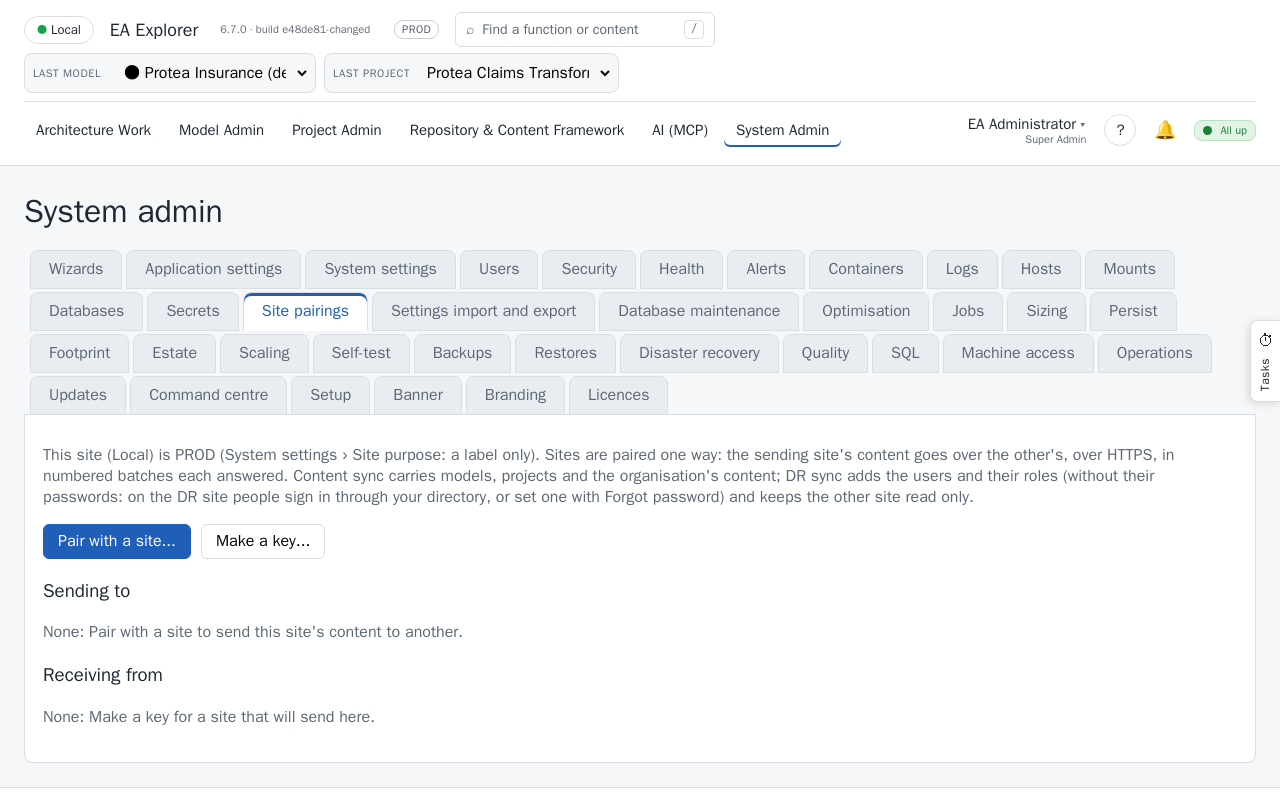 Local
EA Explorer
6.7.0 · build e48de81-changed
PROD
Find a function or content
/
LAST MODEL
Protea Insurance (de
LAST PROJECT
Protea Claims Transfor
Architecture Work
Model Admin
Project Admin
Repository & Content Framework
AI (MCP)
System Admin
EA Administrator
Super Admin
?
All up
System admin
Wizards
Application settings
System settings
Users
Security
Health
Alerts
Containers
Logs
Hosts
Mounts
Databases
Secrets
Site pairings
Settings import and export
Database maintenance
Optimisation
Jobs
Sizing
Persist
Footprint
Estate
Scaling
Self-test
Backups
Restores
Disaster recovery
Quality
SQL
Machine access
Operations
Updates
Command centre
Setup
Banner
Branding
Licences
Tasks
This site (Local) is PROD (System settings › Site purpose: a label only). Sites are paired one way: the sending site's content goes over the other's, over HTTPS, in
numbered batches each answered. Content sync carries models, projects and the organisation's content; DR sync adds the users and their roles (without their
passwords: on the DR site people sign in through your directory, or set one with Forgot password) and keeps the other site read only.
Pair with a site...
Make a key...
Sending to
None: Pair with a site to send this site's content to another.
Receiving from
None: Make a key for a site that will send here.